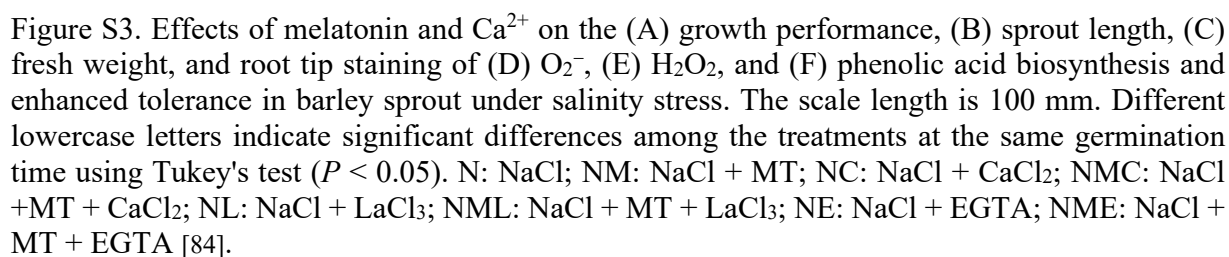 Figure S3. Effects of melatonin and Ca²⁺ on the (A) growth performance, (B) sprout length, (C)
fresh weight, and root tip staining of (D) O₂⁻, (E) H₂O₂, and (F) phenolic acid biosynthesis and
enhanced tolerance in barley sprout under salinity stress. The scale length is 100 mm. Different
lowercase letters indicate significant differences among the treatments at the same germination
time using Tukey's test (P < 0.05). N: NaCl; NM: NaCl + MT; NC: NaCl + CaCl₂; NMC: NaCl
+MT + CaCl₂; NL: NaCl + LaCl₃; NML: NaCl + MT + LaCl₃; NE: NaCl + EGTA; NME: NaCl +
MT + EGTA [84].